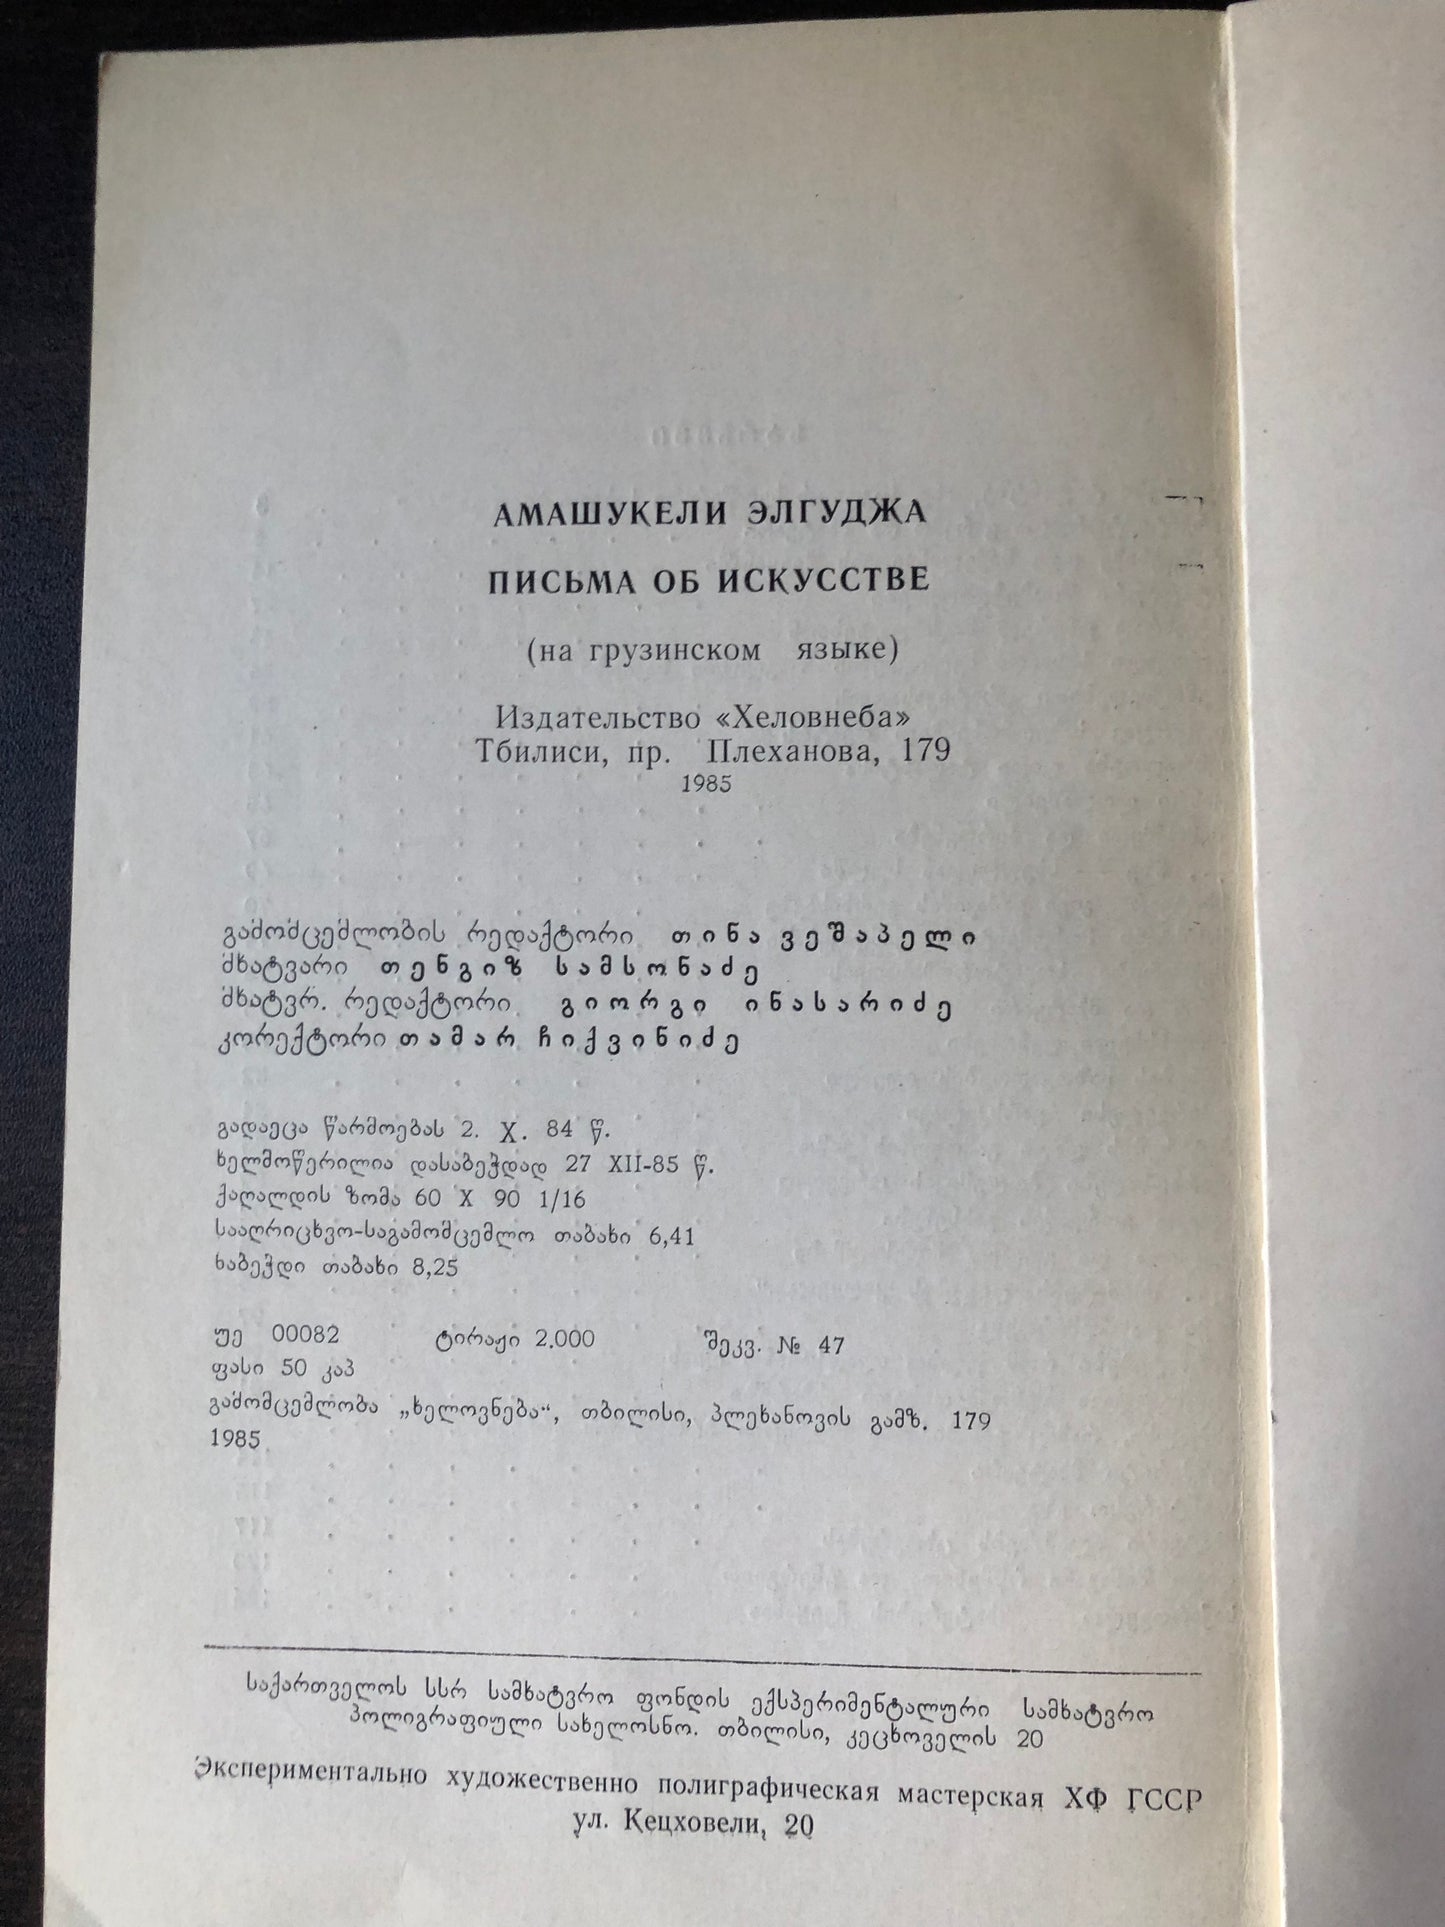 АМАШУКЕЛИ ЭЛГУДЖА
ПИСЬМА ОБ ИСКУССТВЕ
(на грузинском языке)
Издательство «Хеловнеба»
Тбилиси, пр. Плеханова, 179
1985
გამომცემლობის რედაქტორი თინა ვეშაპელი
მხატვარი თენგიზ სამსონაძე
მხატვრ. რედაქტორი გიორგი ინასარიძე
კორექტორი თამარ ჩიქვინიძე
გადაეცა წარმოებას 2. X. 84 წ.
ხელმოწერილია დასაბეჭდად 27 XII-85 წ.
ქაღალდის ზომა 60 X 90 1/16
სააღრიცხვო-საგამომცემლო თაბახი 6,41
ნაბეჭდი თაბახი 8,25
უე 00082 ტირაჟი 2.000 შეკვ. № 47
ფასი 50 კაპ
გამომცემლობა „ხელოვნება“, თბილისი, პლეხანოვის გამზ. 179
1985
საქართველოს სსრ სამხატვრო ფონდის ექსპერიმენტალური სამხატვრო
პოლიგრაფიული სახელოსნო. თბილისი, კეცხოველის 20
Экспериментально художественно полиграфическая мастерская ХФ ГССР
ул. Кецховели, 20